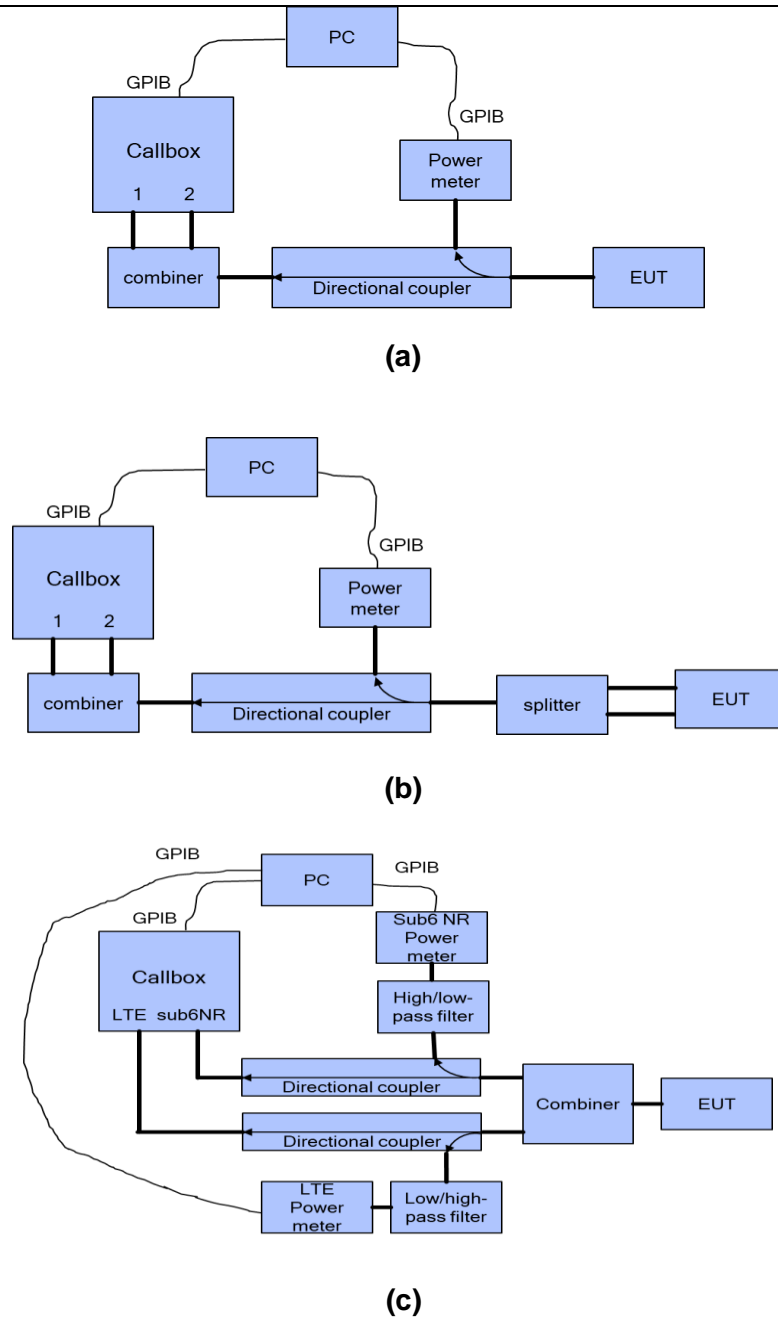 PC
GPIB
GPIB
Callbox
1 2
Power
meter
combiner
Directional coupler
EUT
(a)
PC
GPIB
GPIB
Callbox
1 2
Power
meter
combiner
Directional coupler
splitter
EUT
(b)
GPIB
PC
GPIB
GPIB
Sub6 NR
Power
meter
Callbox
LTE sub6NR
High/low-
pass filter
Directional coupler
Combiner
EUT
Directional coupler
LTE
Power
meter
Low/high-
pass filter
(c)